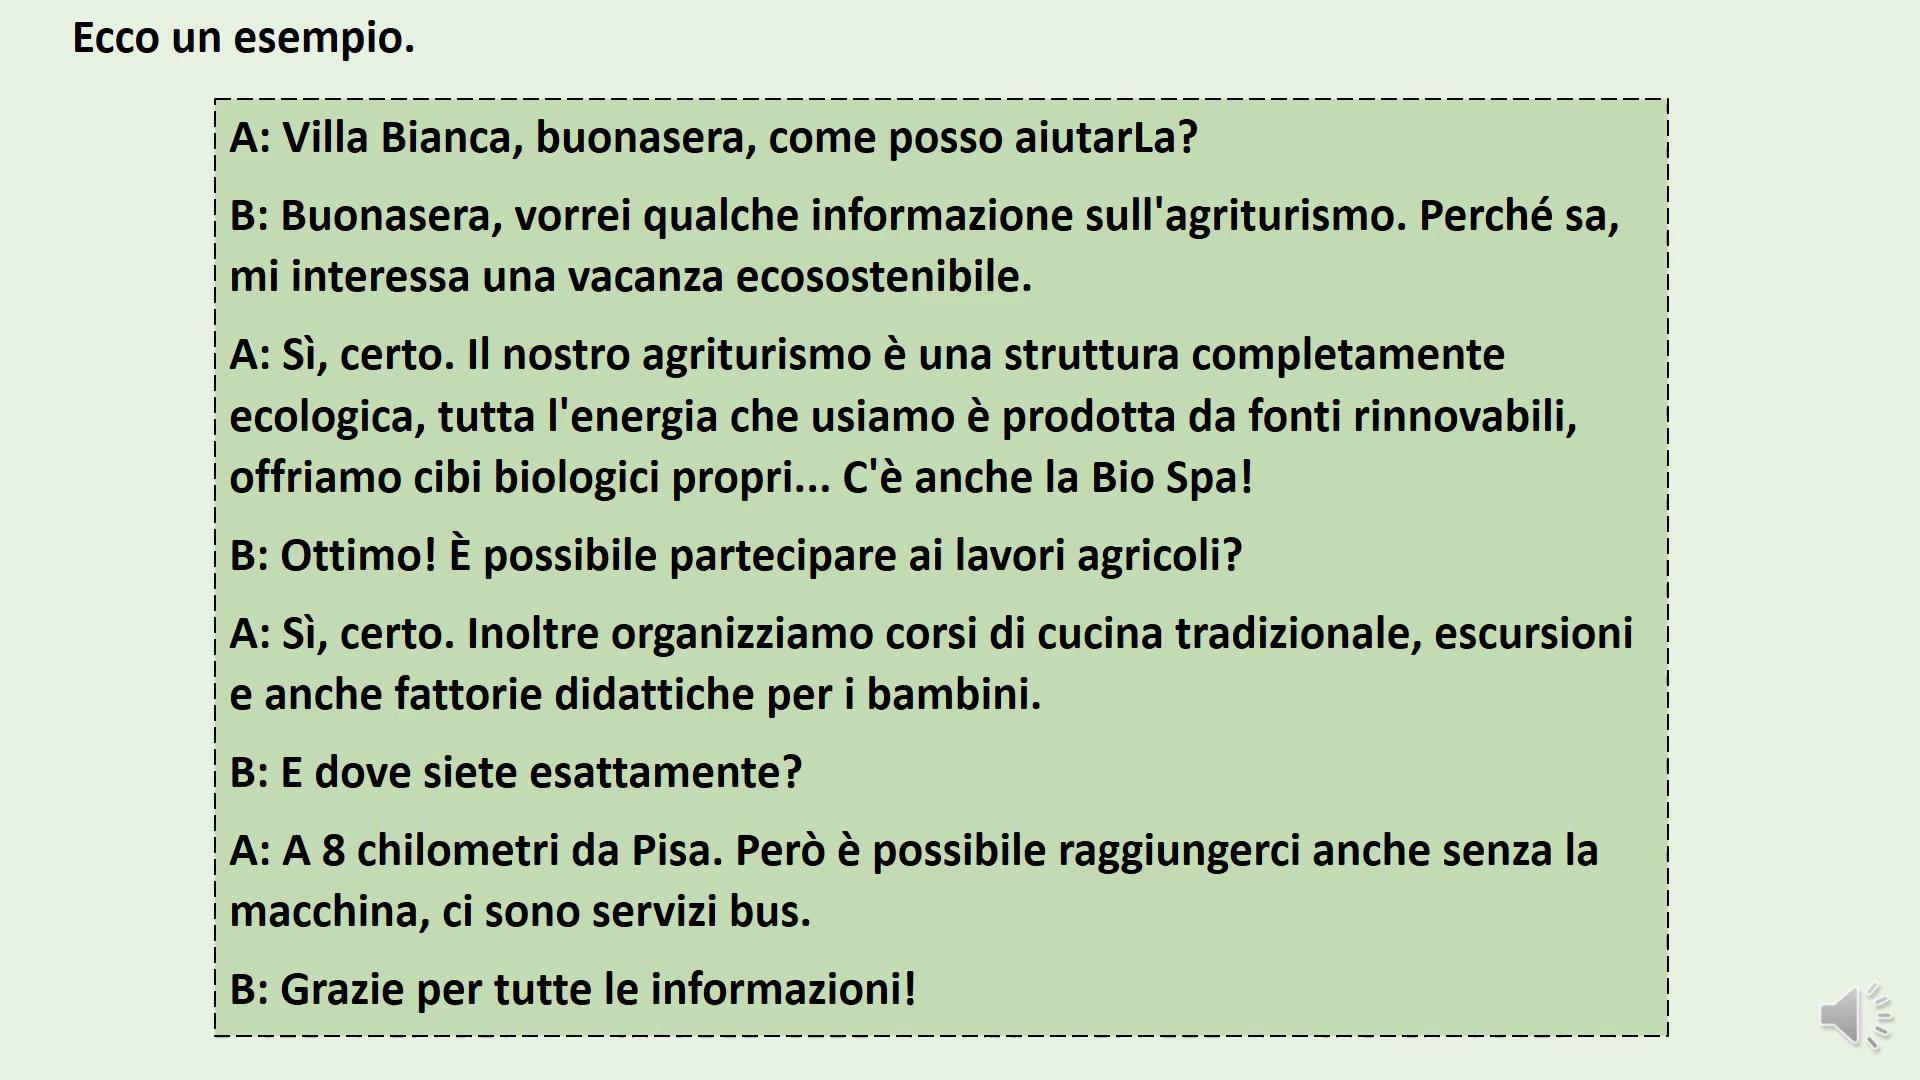 Ecco un esempio.
A: Villa Bianca, buonasera, come posso aiutarLa?
B: Buonasera, vorrei qualche informazione sull'agriturismo. Perché sa,
mi interessa una vacanza ecosostenibile.
A: Sì, certo. Il nostro agriturismo è una struttura completamente
ecologica, tutta l'energia che usiamo è prodotta da fonti rinnovabili,
offriamo cibi biologici propri... C'è anche la Bio Spa!
B: Ottimo! È possibile partecipare ai lavori agricoli?
A: Sì, certo. Inoltre organizziamo corsi di cucina tradizionale, escursioni
e anche fattorie didattiche per i bambini.
B: E dove siete esattamente?
A: A 8 chilometri da Pisa. Però è possibile raggiungerci anche senza la
macchina, ci sono servizi bus.
B: Grazie per tutte le informazioni!